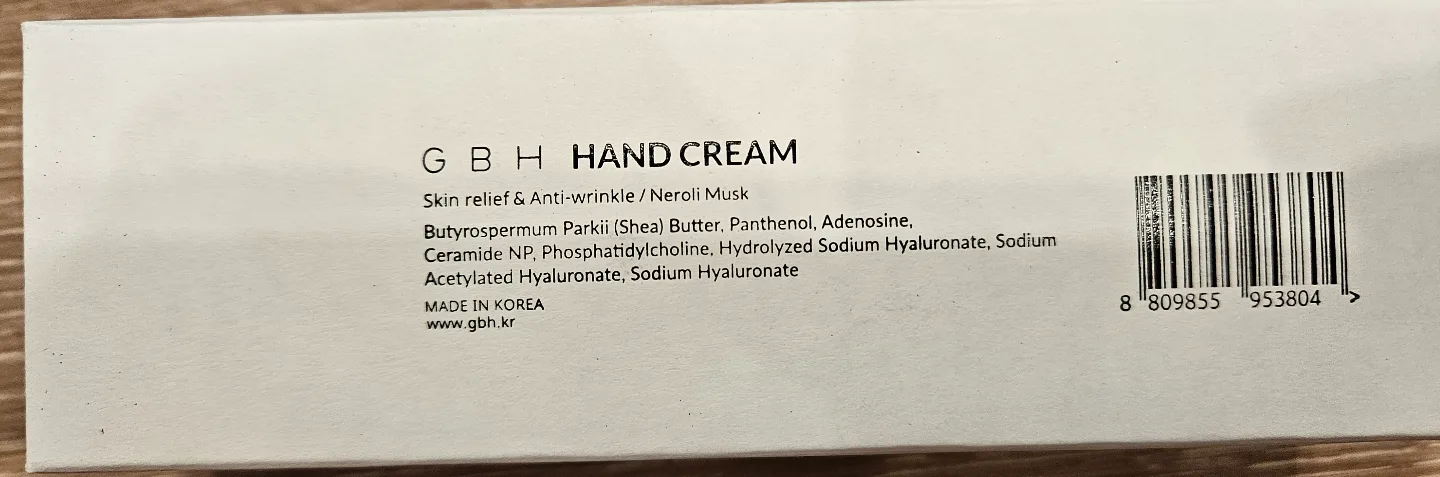 G B H HAND CREAM
Skin relief & Anti-wrinkle / Neroli Musk
Butyrospermum Parkii (Shea) Butter, Panthenol, Adenosine,
Ceramide NP, Phosphatidylcholine, Hydrolyzed Sodium Hyaluronate, Sodium
Acetylated Hyaluronate, Sodium Hyaluronate
MADE IN KOREA
www.gbh.kr
8 809855 953804 >